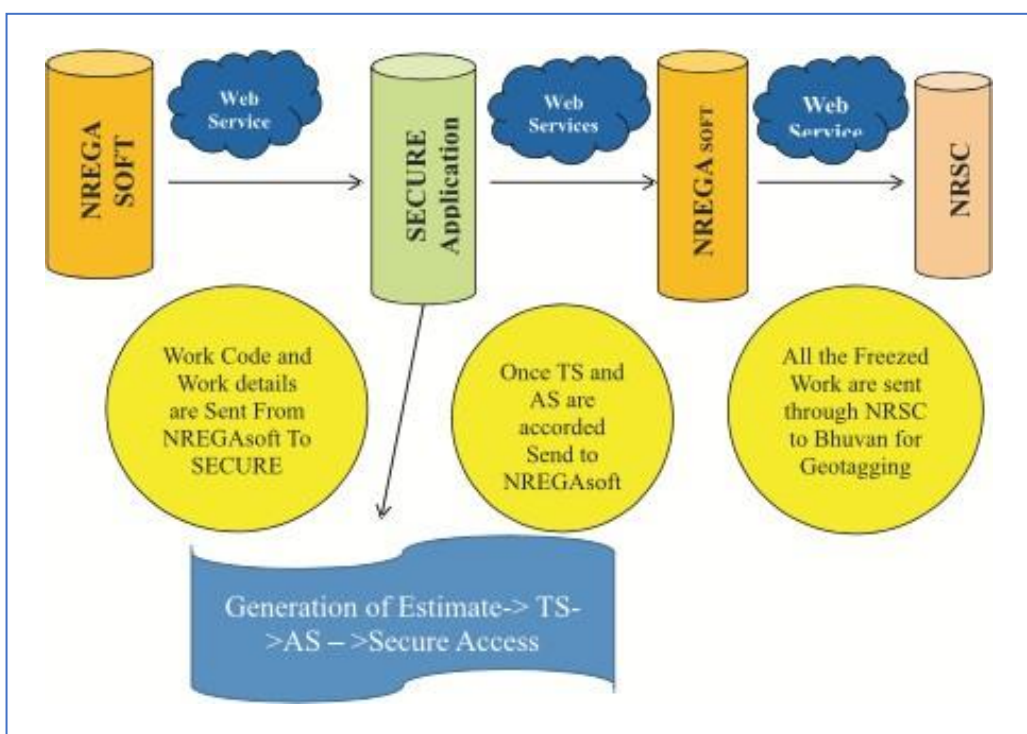 NREGA
SOFT
Web
Service
SECURE
Application
Web
Services
NREGA SOFT
Web
Service
NRSC
Work Code and
Work details
are Sent From
NREGAsoft To
SECURE
Once TS and
AS are
accorded
Send to
NREGAsoft
All the Freezed
Work are sent
through NRSC
to Bhuvan for
Geotagging
Generation of Estimate-> TS-
>AS – >Secure Access